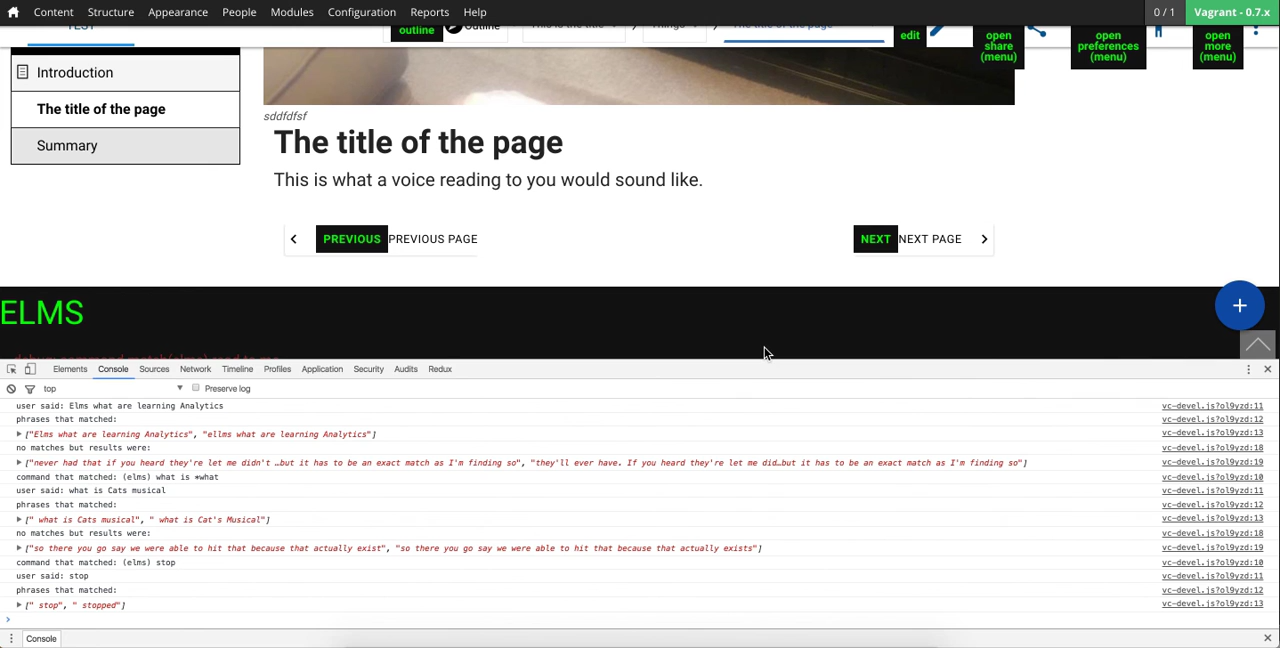 Content Structure Appearance People Modules Configuration Reports Help 0 / 1 Vagrant - 0.7.x
outline Outline
edit
open share (menu)
open preferences (menu)
open more (menu)
Introduction
The title of the page
Summary
sddfdfsf
The title of the page
This is what a voice reading to you would sound like.
PREVIOUS PREVIOUS PAGE NEXT NEXT PAGE
ELMS
+
Elements Console Sources Network Timeline Profiles Application Security Audits Redux
top Preserve log
user said: Elms what are learning Analytics vc-devel.js?ol9yzd:11
phrases that matched: vc-devel.js?ol9yzd:12
["Elms what are learning Analytics", "ellms what are learning Analytics"] vc-devel.js?ol9yzd:13
no matches but results were: vc-devel.js?ol9yzd:18
["never had that if you heard they're let me didn't …but it has to be an exact match as I'm finding so", "they'll ever have. If you heard they're let me did…but it has to be an exact match as I'm finding so"] vc-devel.js?ol9yzd:19
command that matched: (elms) what is *what vc-devel.js?ol9yzd:10
user said: what is Cats musical vc-devel.js?ol9yzd:11
phrases that matched: vc-devel.js?ol9yzd:12
[" what is Cats musical", " what is Cat's Musical"] vc-devel.js?ol9yzd:13
no matches but results were: vc-devel.js?ol9yzd:18
["so there you go say we were able to hit that because that actually exist", "so there you go say we were able to hit that because that actually exists"] vc-devel.js?ol9yzd:19
command that matched: (elms) stop vc-devel.js?ol9yzd:10
user said: stop vc-devel.js?ol9yzd:11
phrases that matched: vc-devel.js?ol9yzd:12
[" stop", " stopped"] vc-devel.js?ol9yzd:13
Console